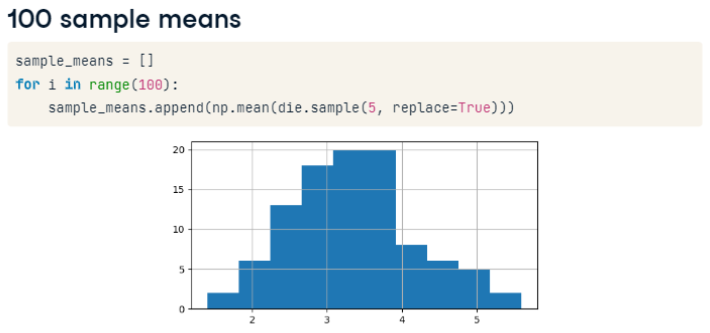 100 sample means
sample_means = []
for i in range(100):
    sample_means.append(np.mean(die.sample(5, replace=True)))
20
15
10
5
0
2 3 4 5